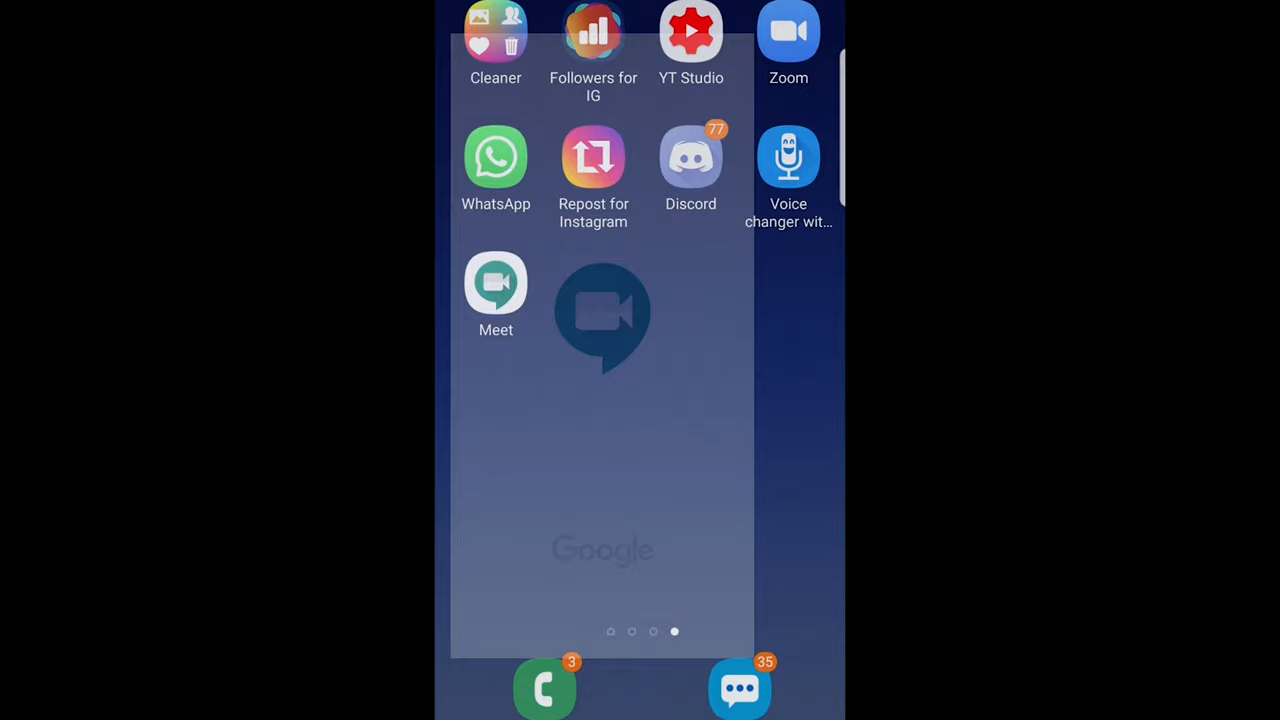 Cleaner
Followers for
IG
YT Studio
Zoom
77
WhatsApp
Repost for
Instagram
Discord
Voice
changer wit...
Meet
Google
3
35